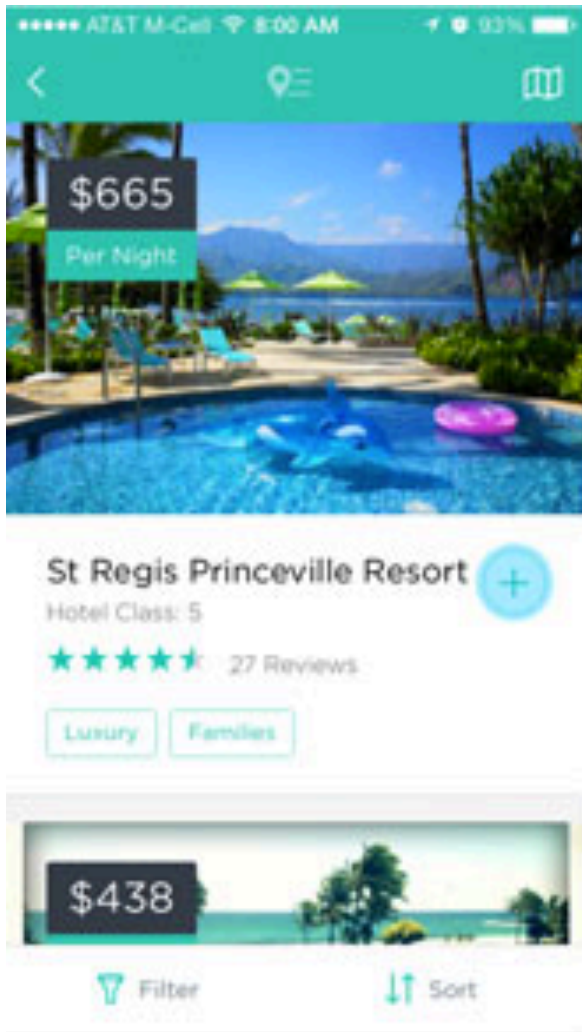 AT&T M-Cell 8:00 AM 93%
$665
Per Night
St Regis Princeville Resort
Hotel Class: 5
27 Reviews
Luxury Families
$438
Filter Sort